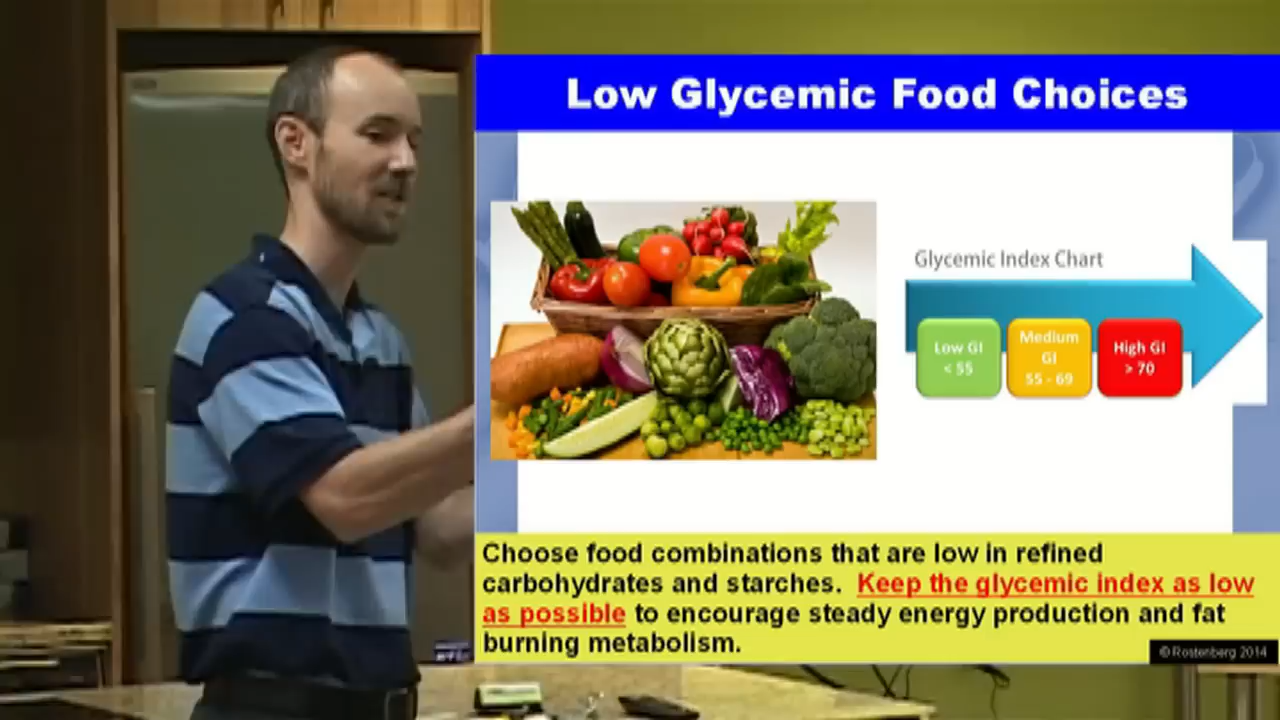 Low Glycemic Food Choices
Glycemic Index Chart
Low GI
< 55
Medium
GI
55 - 69
High GI
> 70
Choose food combinations that are low in refined
carbohydrates and starches. Keep the glycemic index as low
as possible to encourage steady energy production and fat
burning metabolism.
© Rostenberg 2014